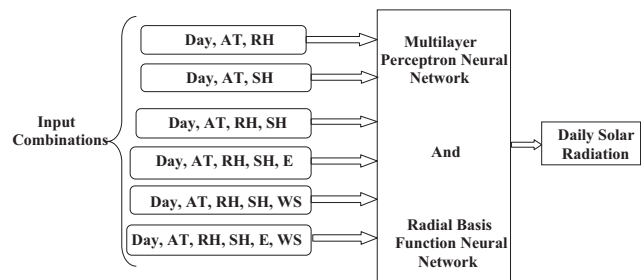 Input
Combinations
Day, AT, RH
Day, AT, SH
Day, AT, RH, SH
Day, AT, RH, SH, E
Day, AT, RH, SH, WS
Day, AT, RH, SH, E, WS
Multilayer
Perceptron Neural
Network
And
Radial Basis
Function Neural
Network
Daily Solar
Radiation